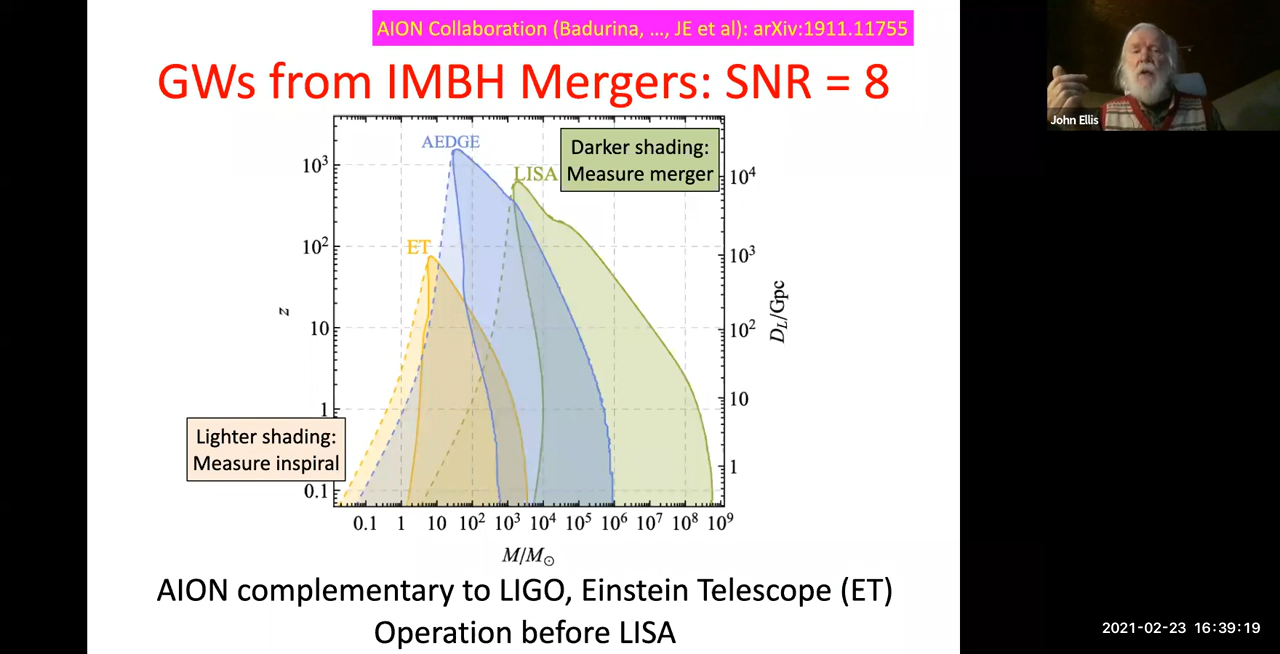 AION Collaboration (Badurina, ..., JE et al): arXiv:1911.11755
GWs from IMBH Mergers: SNR = 8
John Ellis
AEDGE
LISA
ET
Darker shading:
Measure merger
Lighter shading:
Measure inspiral
10³
10²
10
1
0.1
z
10⁴
10³
10²
10
1
D_L/Gpc
0.1 1 10 10² 10³ 10⁴ 10⁵ 10⁶ 10⁷ 10⁸ 10⁹
M/M⊙
AION complementary to LIGO, Einstein Telescope (ET)
Operation before LISA
2021-02-23 16:39:19